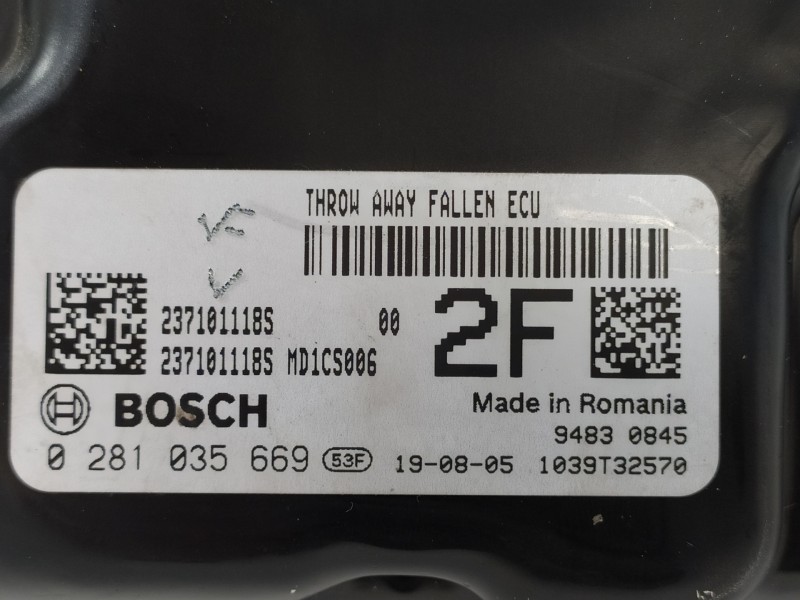 THROW AWAY FALLEN ECU
237101118S 00
237101118S MD1CS006
2F
BOSCH
Made in Romania
9483 0845
0 281 035 669 53F 19-08-05 1039T32570